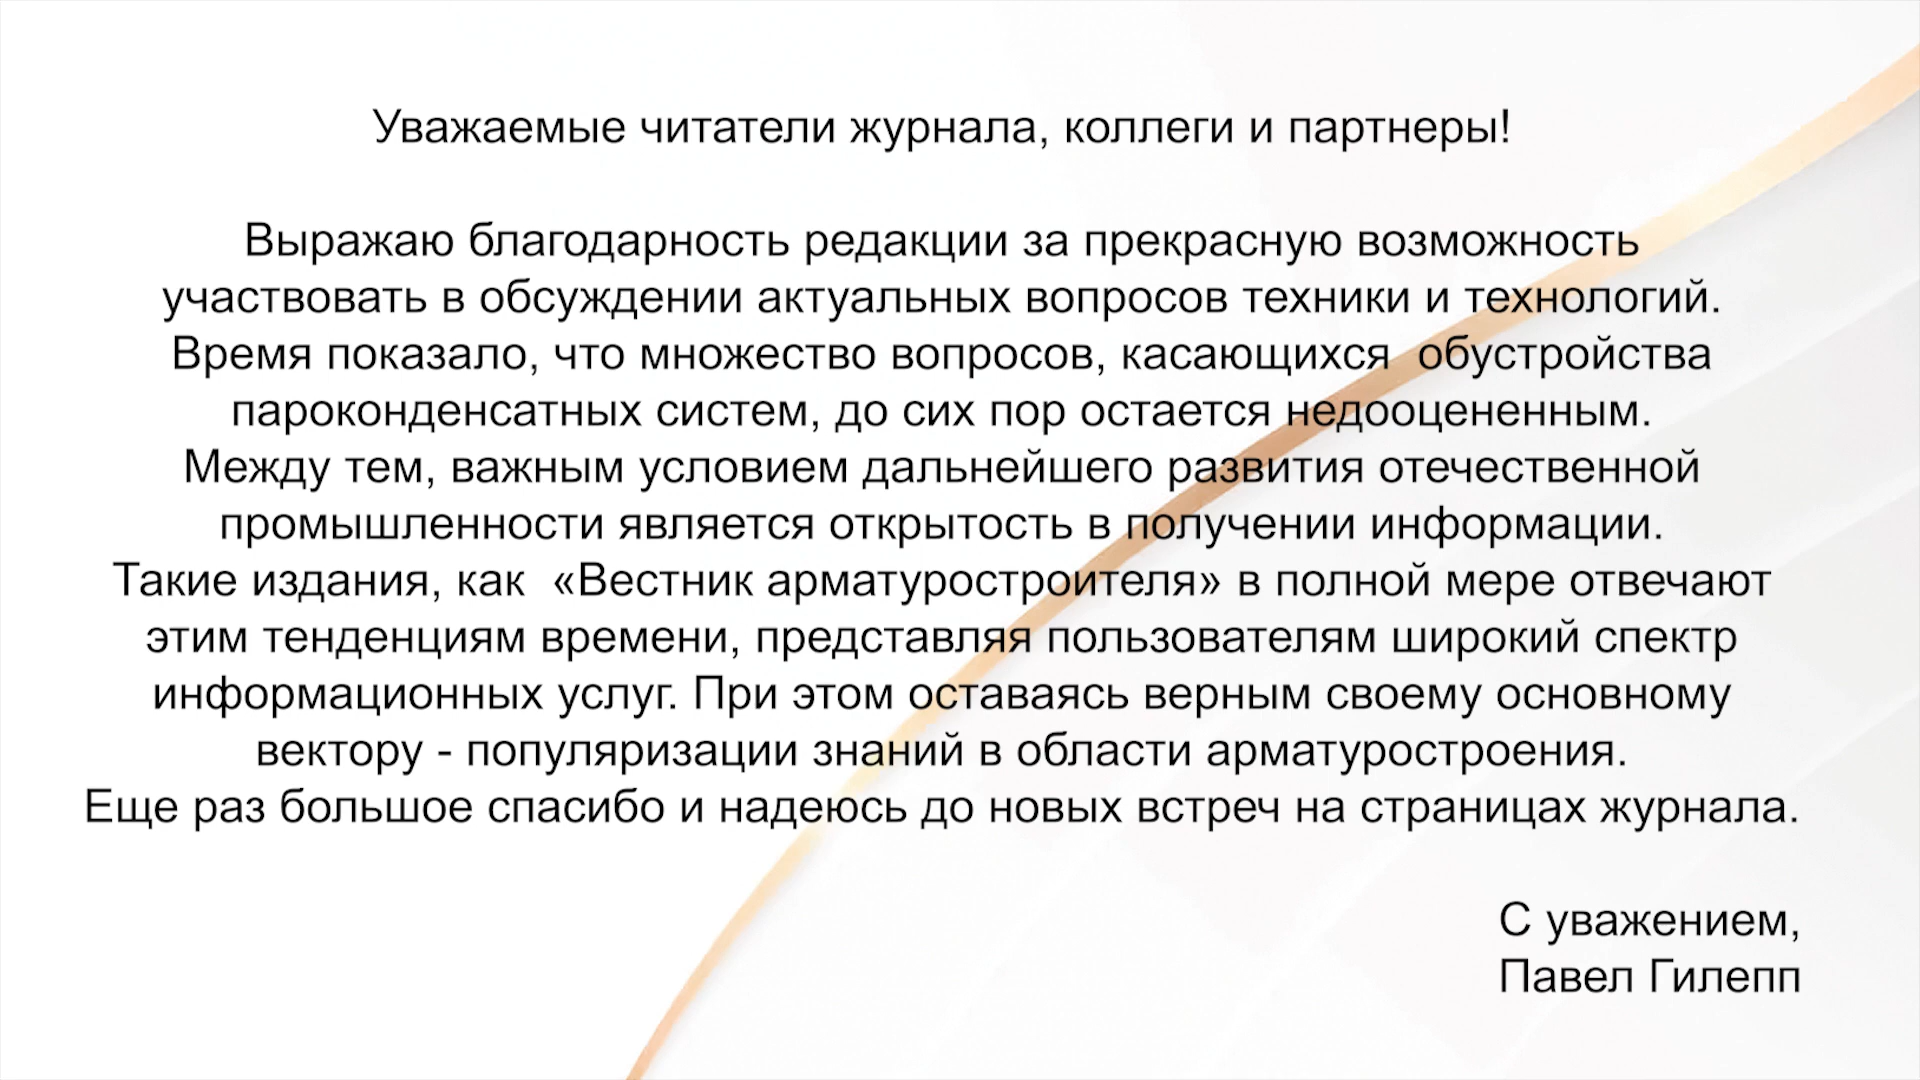 Уважаемые читатели журнала, коллеги и партнеры!
Выражаю благодарность редакции за прекрасную возможность
участвовать в обсуждении актуальных вопросов техники и технологий.
Время показало, что множество вопросов, касающихся  обустройства
пароконденсатных систем, до сих пор остается недооцененным.
Между тем, важным условием дальнейшего развития отечественной
промышленности является открытость в получении информации.
Такие издания, как  «Вестник арматуростроителя» в полной мере отвечают
этим тенденциям времени, представляя пользователям широкий спектр
информационных услуг. При этом оставаясь верным своему основному
вектору - популяризации знаний в области арматуростроения.
Еще раз большое спасибо и надеюсь до новых встреч на страницах журнала.
С уважением,
Павел Гилепп